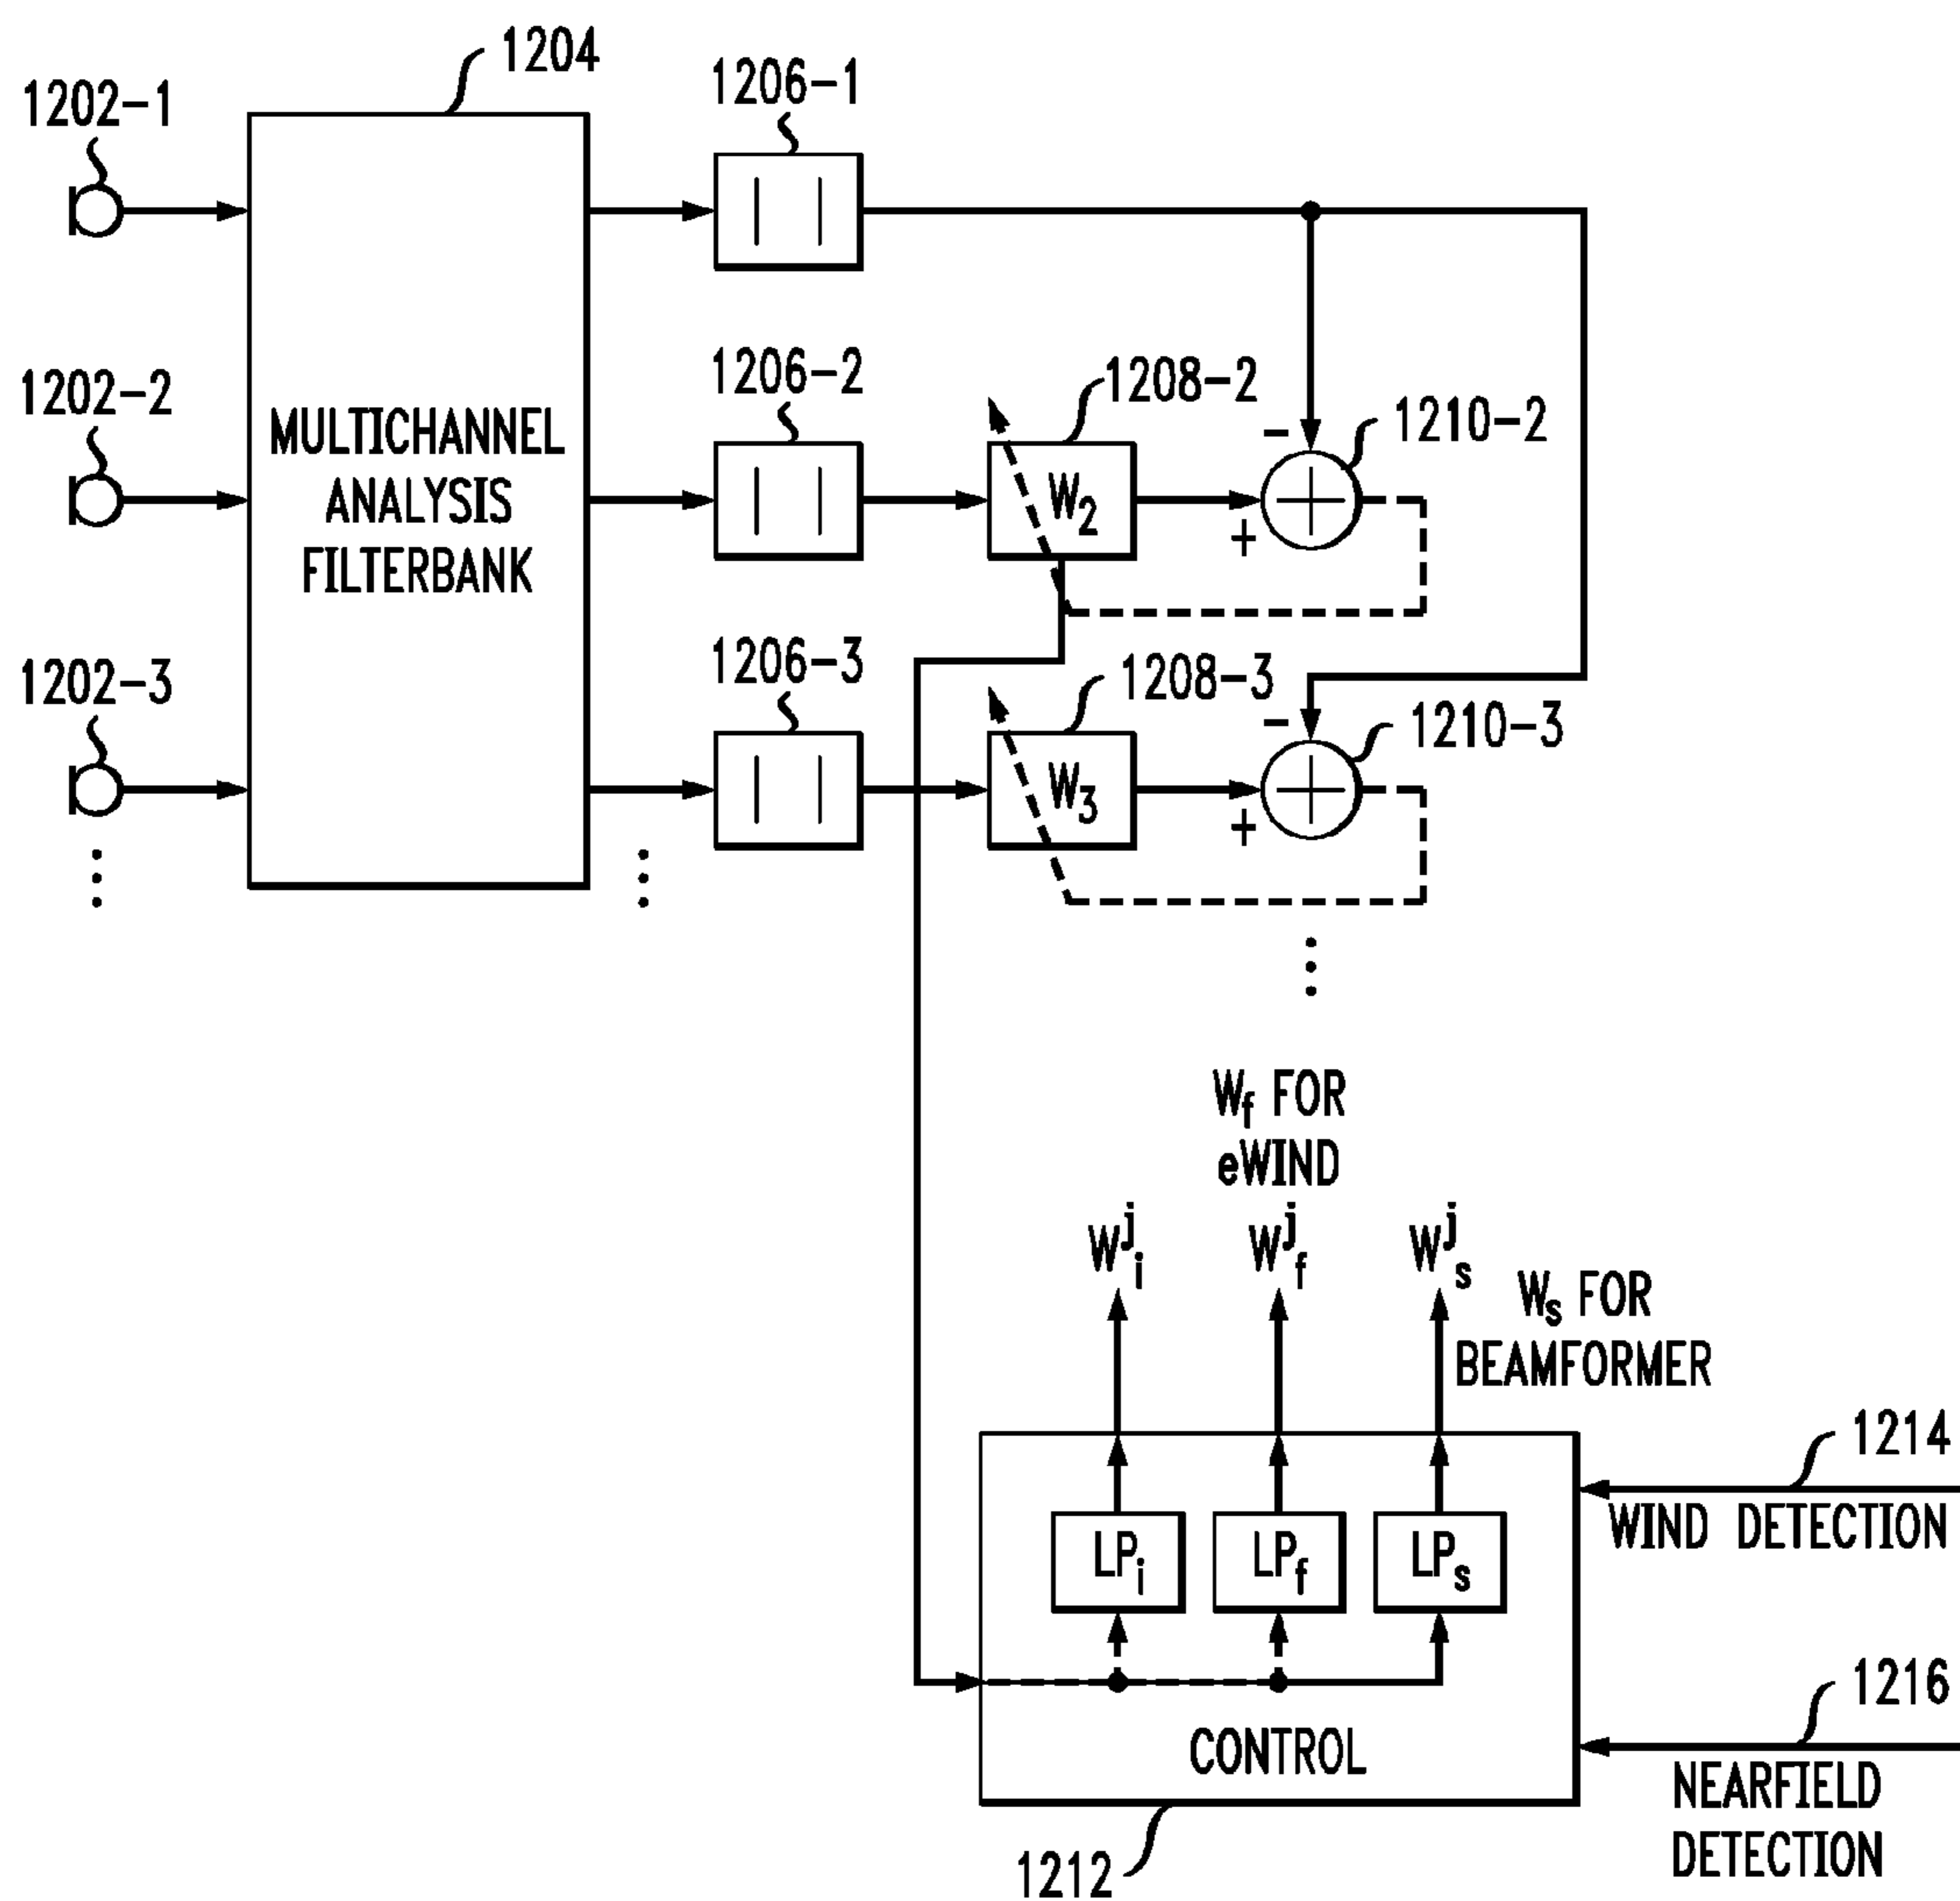 1204
1206-1
1202-1
1206-2
1208-2
1202-2
1210-2
MULTICHANNEL
ANALYSIS
FILTERBANK
W2
-
+
1206-3
1208-3
1202-3
1210-3
-
W3
+
Wf FOR
eWIND
Wji
Wjf
Wjs
Ws FOR
BEAMFORMER
1214
WIND DETECTION
LPi
LPf
LPs
1216
CONTROL
NEARFIELD
DETECTION
1212